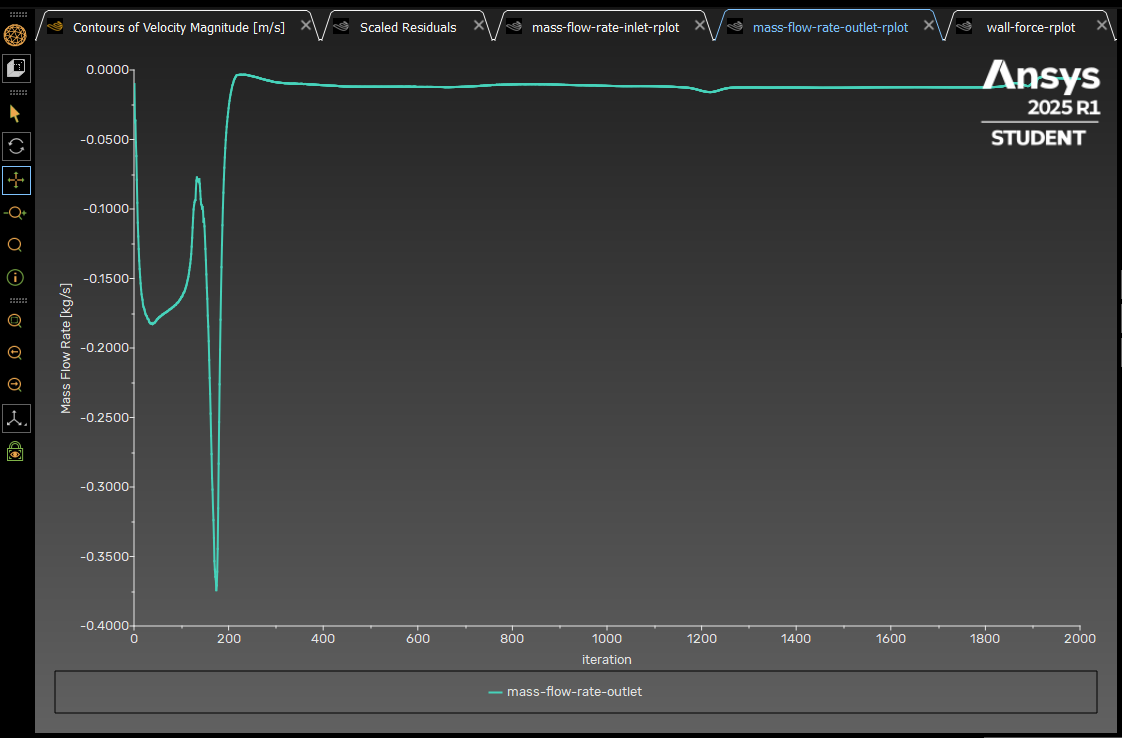 Contours of Velocity Magnitude [m/s]
Scaled Residuals
mass-flow-rate-inlet-rplot
mass-flow-rate-outlet-rplot
wall-force-rplot
Ansys
2025 R1
STUDENT
0.0000
-0.0500
-0.1000
-0.1500
-0.2000
-0.2500
-0.3000
-0.3500
-0.4000
Mass Flow Rate [kg/s]
0 200 400 600 800 1000 1200 1400 1600 1800 2000
iteration
mass-flow-rate-outlet